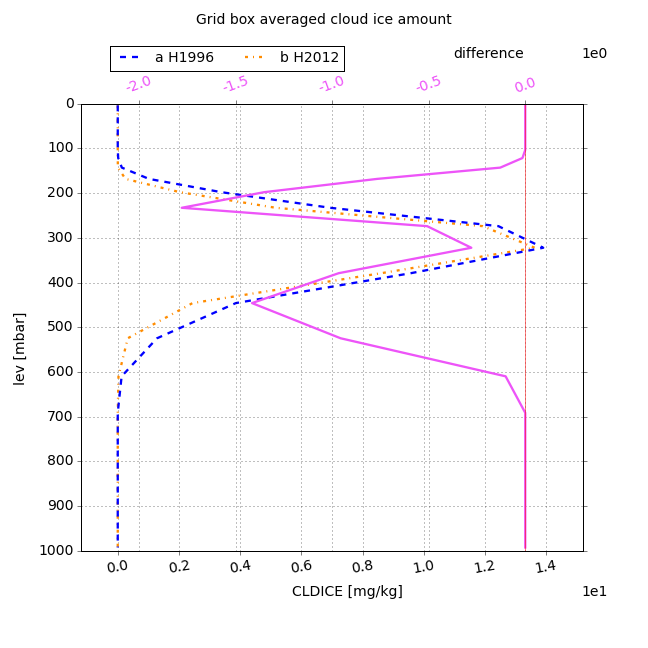 Grid box averaged cloud ice amount
a H1996 b H2012 difference 1e0
-2.0 -1.5 -1.0 -0.5 0.0
0
100
200
300
400
500
600
700
800
900
1000
lev [mbar]
0.0 0.2 0.4 0.6 0.8 1.0 1.2 1.4
CLDICE [mg/kg] 1e1